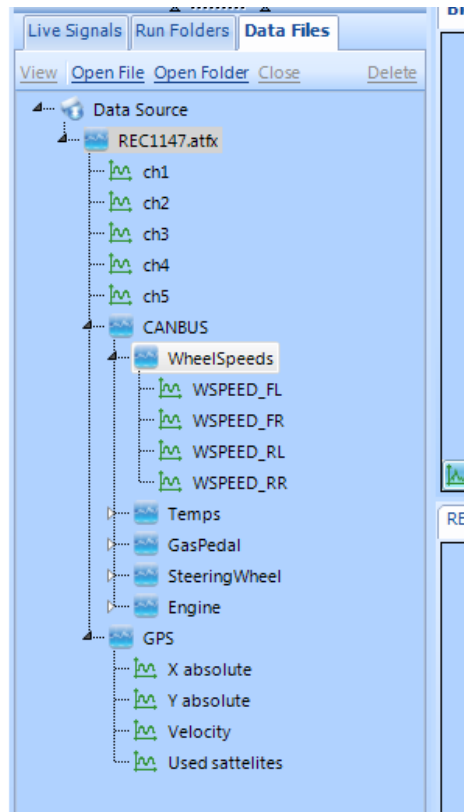 Live Signals Run Folders Data Files
View Open File Open Folder Close Delete
Data Source
REC1147.atfx
ch1
ch2
ch3
ch4
ch5
CANBUS
WheelSpeeds
WSPEED_FL
WSPEED_FR
WSPEED_RL
WSPEED_RR
Temps
GasPedal
SteeringWheel
Engine
GPS
X absolute
Y absolute
Velocity
Used sattelites